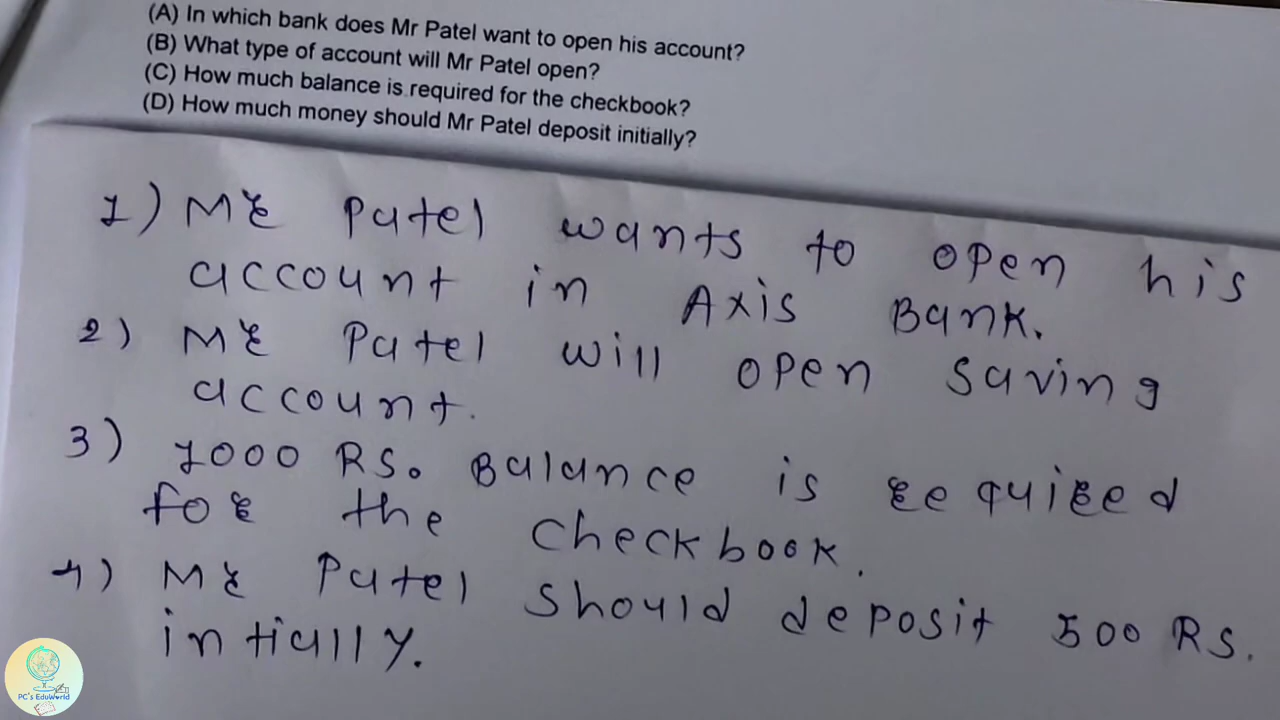 (A) In which bank does Mr Patel want to open his account?
(B) What type of account will Mr Patel open?
(C) How much balance is required for the checkbook?
(D) How much money should Mr Patel deposit initially?
1) Mr Patel wants to open his
account in Axis Bank.
2) Mr Patel will open saving
account.
3) 1000 RS. Balance is required
for the checkbook.
4) Mr Patel should deposit 500 RS.
intially.
PC's EduWorld